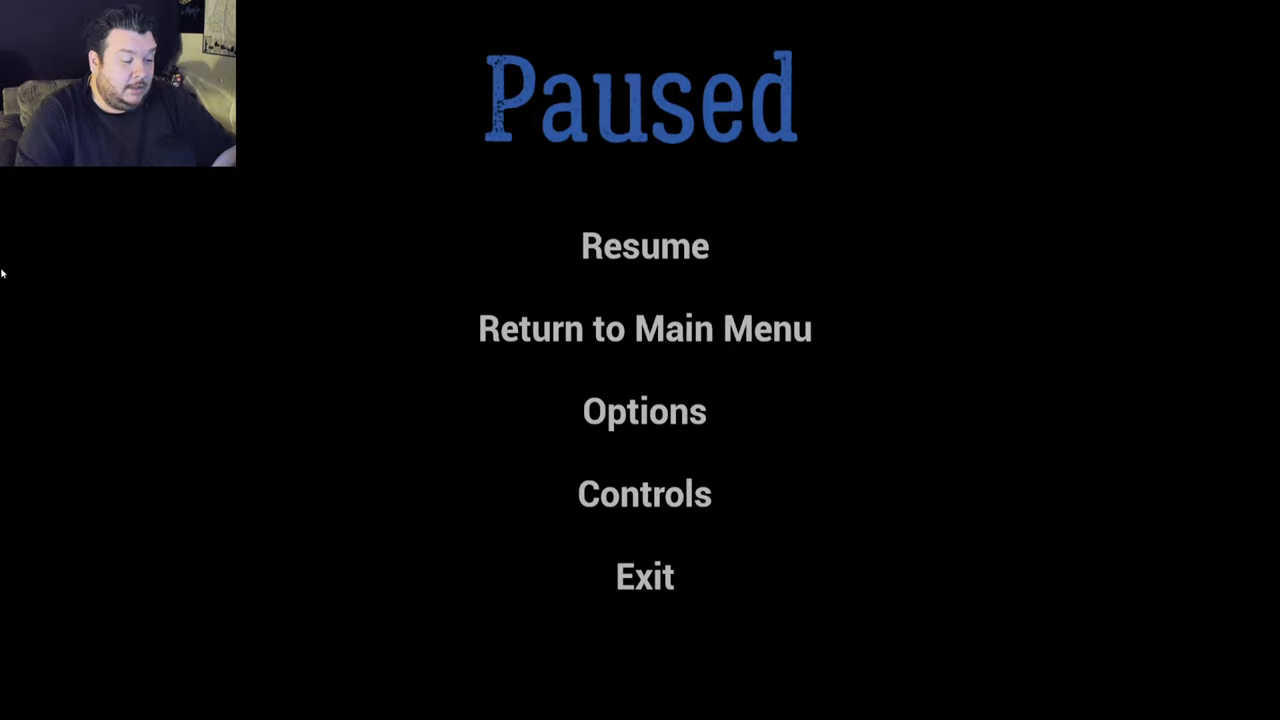 Paused
Resume
Return to Main Menu
Options
Controls
Exit